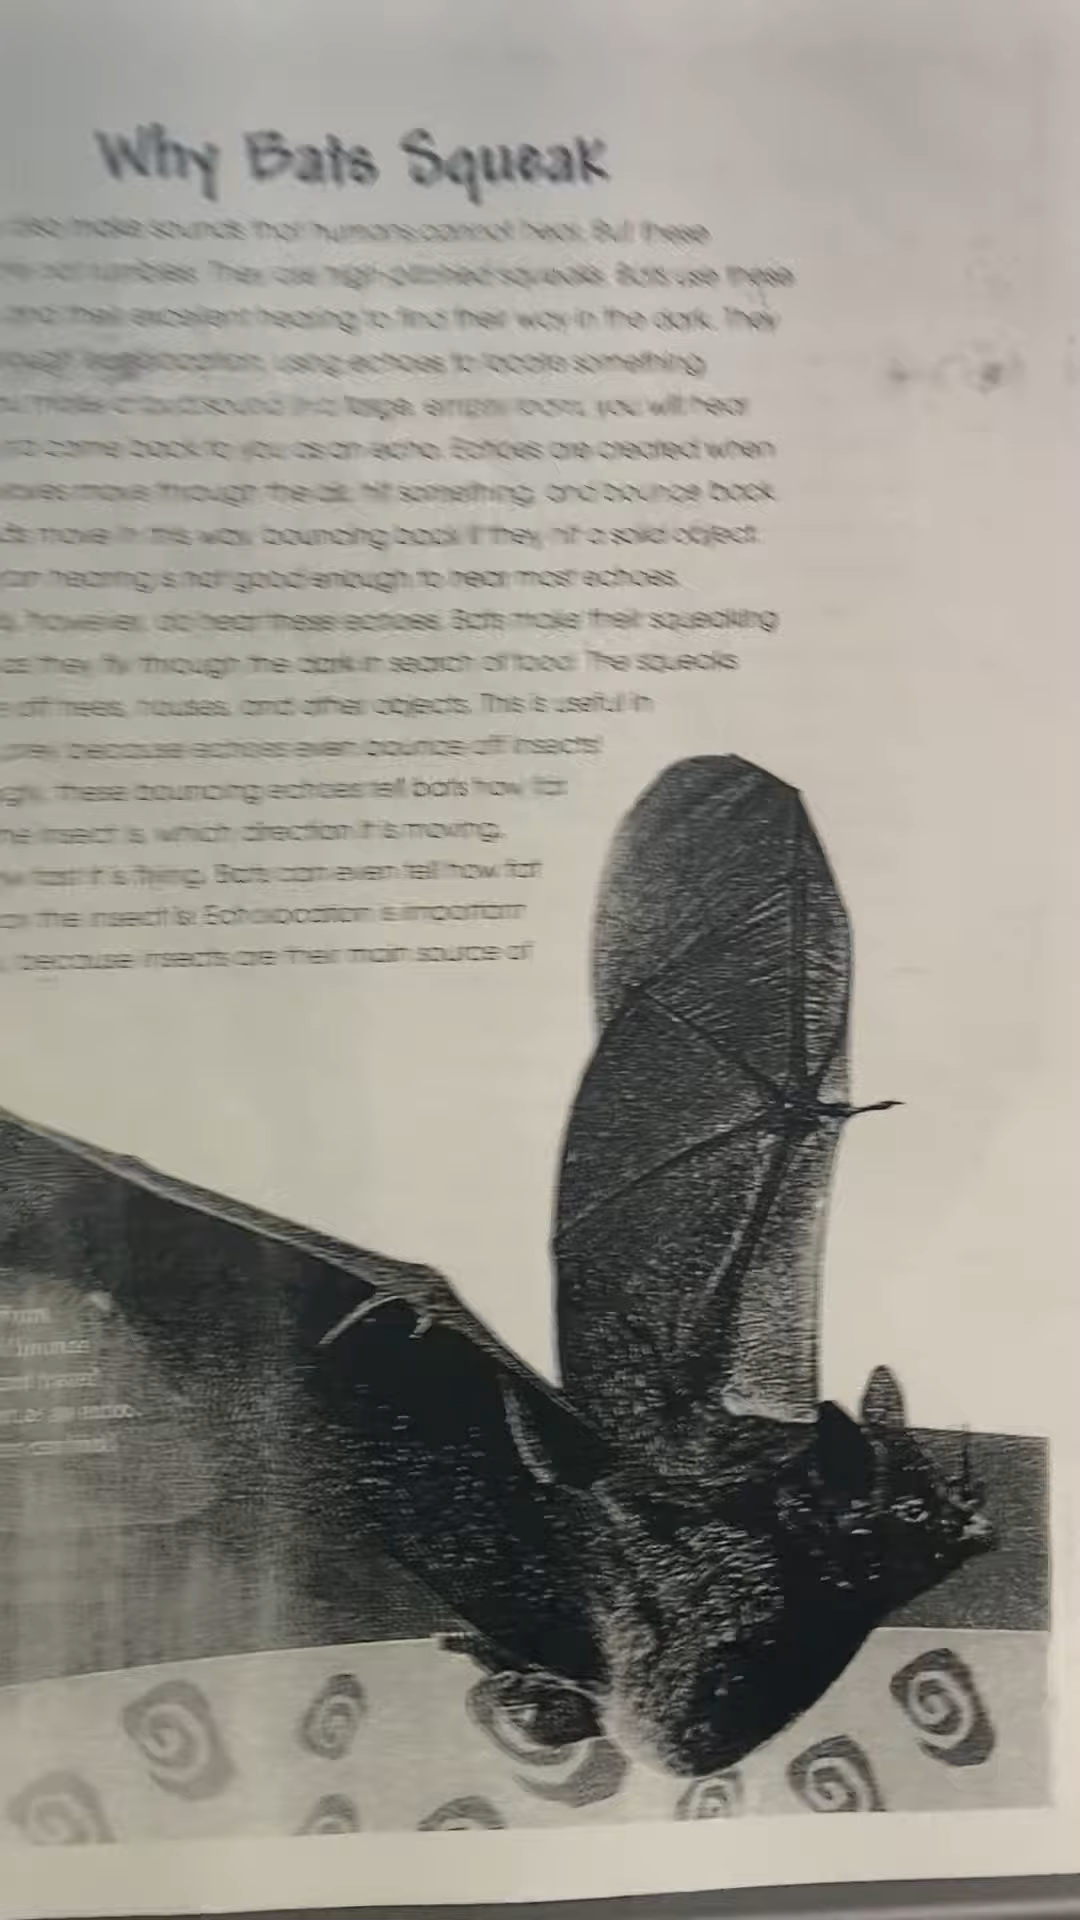 Why Bats Squeak
also make sounds that humans cannot hear. But these
are not rumbles. They use high-pitched squeaks. Bats use these
and their excellent hearing to find their way in the dark. They
echolocation, using echoes to locate something
make a loud sound in a large, empty room, you will hear
come back to you as an echo. Echoes are created when
waves move through the air, hit something, and bounce back
move in this way, bouncing back if they hit a solid object.
hearing is not good enough to hear most echoes.
however, do hear these echoes. Bats make their squeaking
as they fly through the dark in search of food. The squeaks
off trees, houses, and other objects. This is useful in
because echoes even bounce off insects!
These bouncing echoes tell bats how far
the insect is, which direction it is moving,
fast it is flying. Bats can even tell how fat
the insect is! Echolocation is important
because insects are their main source of
bounce